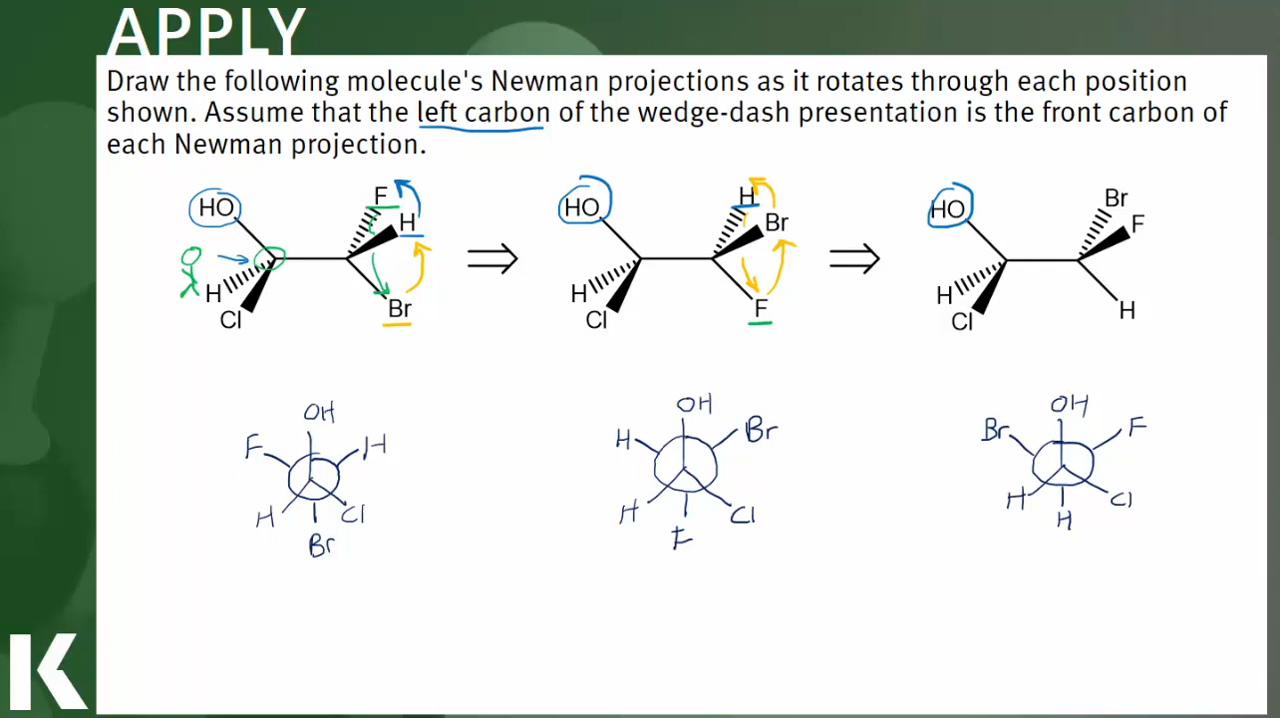 APPLY
Draw the following molecule's Newman projections as it rotates through each position
shown. Assume that the left carbon of the wedge-dash presentation is the front carbon of
each Newman projection.
HO
F
H
H
Cl
Br
HO
H
Br
H
Cl
F
HO
Br
F
H
Cl
H
OH
F
H
H
Cl
Br
OH
H
Br
H
Cl
F
OH
Br
F
H
Cl
H
K